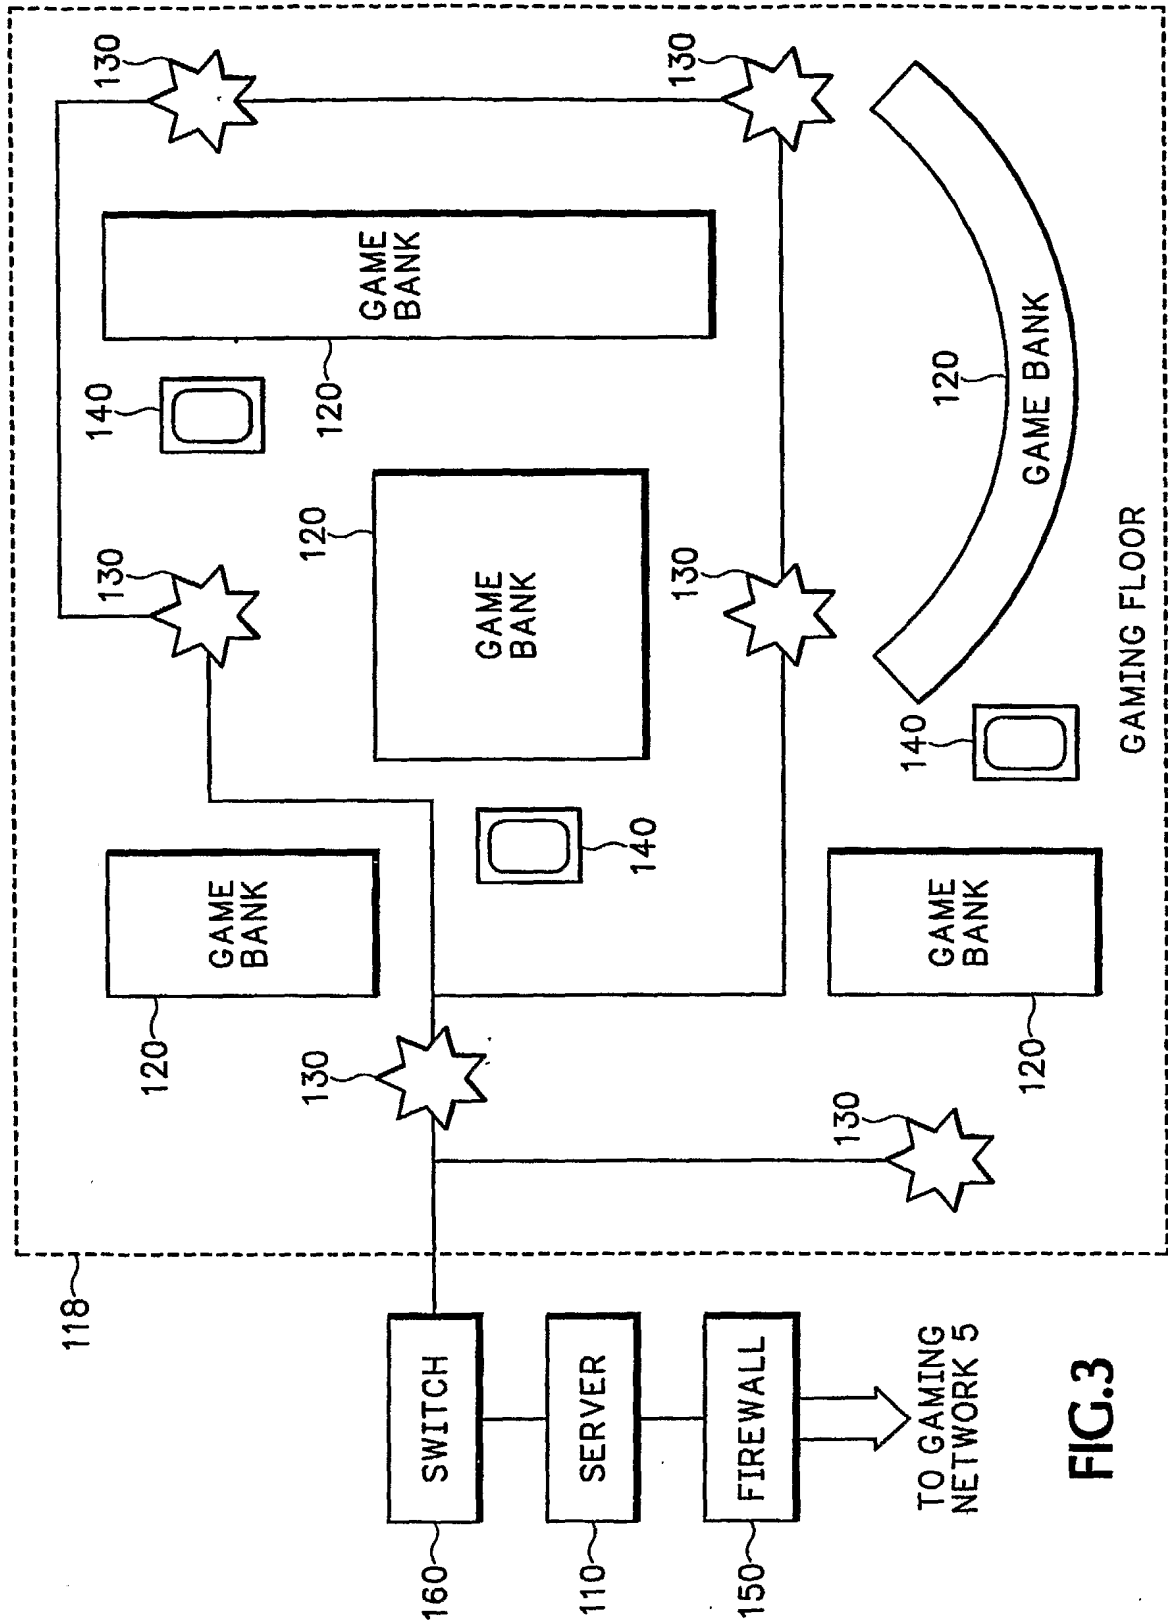 118
130
130
140
120
GAME
BANK
130
120
120
GAME
BANK
160
SWITCH
GAME
BANK
110
SERVER
140
130
130
150
FIREWALL
130
140
120
TO GAMING
NETWORK 5
GAME
BANK
120
GAME BANK
GAMING FLOOR
FIG.3